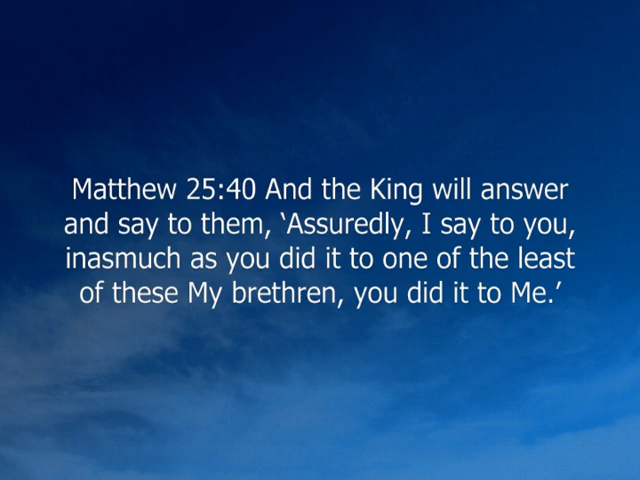 Matthew 25:40 And the King will answer
and say to them, ‘Assuredly, I say to you,
inasmuch as you did it to one of the least
of these My brethren, you did it to Me.’